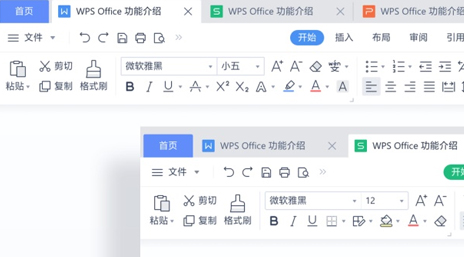 首页 W WPS Office 功能介绍 S WPS Office 功能介绍 P WPS Office 功能介绍
文件 开始 插入 布局 审阅 引用
粘贴 剪切 复制 格式刷 微软雅黑 小五 A+ A-
B I U A X² X₂ A A A
首页 W WPS Office 功能介绍 S WPS Office 功能介绍
文件 开始
粘贴 剪切 复制 格式刷 微软雅黑 12 A+ A-
B I U A